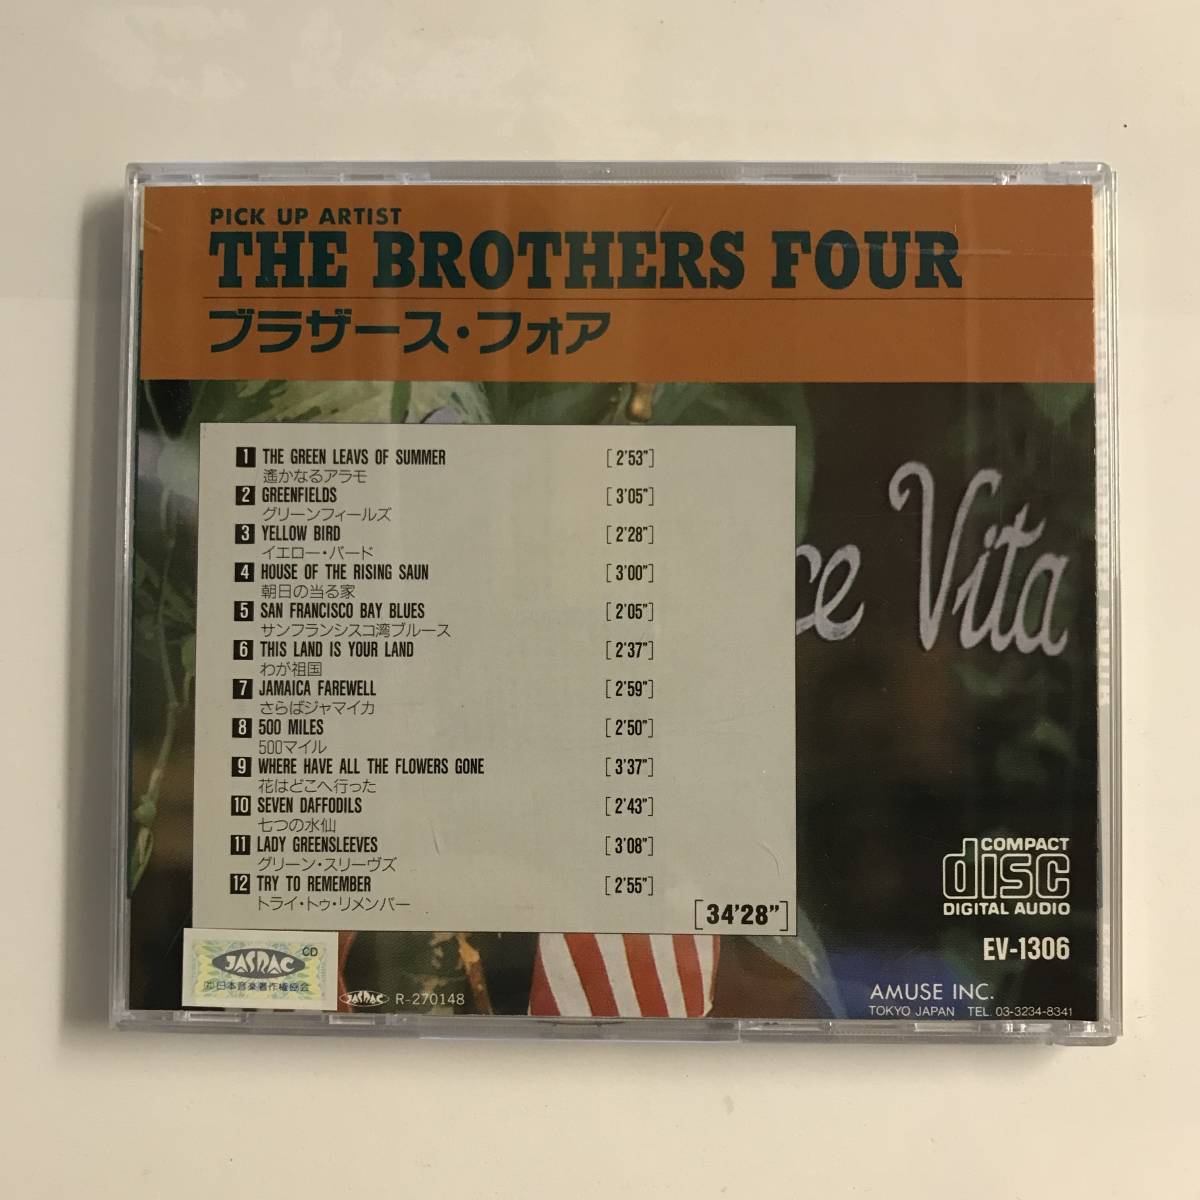 PICK UP ARTIST
THE BROTHERS FOUR
ブラザース・フォア
1 THE GREEN LEAVS OF SUMMER [2'53"]
遙かなるアラモ
2 GREENFIELDS [3'05"]
グリーンフィールズ
3 YELLOW BIRD [2'28"]
イエロー・バード
4 HOUSE OF THE RISING SAUN [3'00"]
朝日の当る家
5 SAN FRANCISCO BAY BLUES [2'05"]
サンフランシスコ湾ブルース
6 THIS LAND IS YOUR LAND [2'37"]
わが祖国
7 JAMAICA FAREWELL [2'59"]
さらばジャマイカ
8 500 MILES [2'50"]
500マイル
9 WHERE HAVE ALL THE FLOWERS GONE [3'37"]
花はどこへ行った
10 SEVEN DAFFODILS [2'43"]
七つの水仙
11 LADY GREENSLEEVES [3'08"]
グリーン・スリーヴズ
12 TRY TO REMEMBER [2'55"]
トライ・トゥ・リメンバー
[34'28"]
ce Vita
COMPACT
disc
DIGITAL AUDIO
EV-1306
CD
JASRAC
日本音楽著作権協会
JASRAC R-270148
AMUSE INC.
TOKYO JAPAN TEL. 03-3234-8341